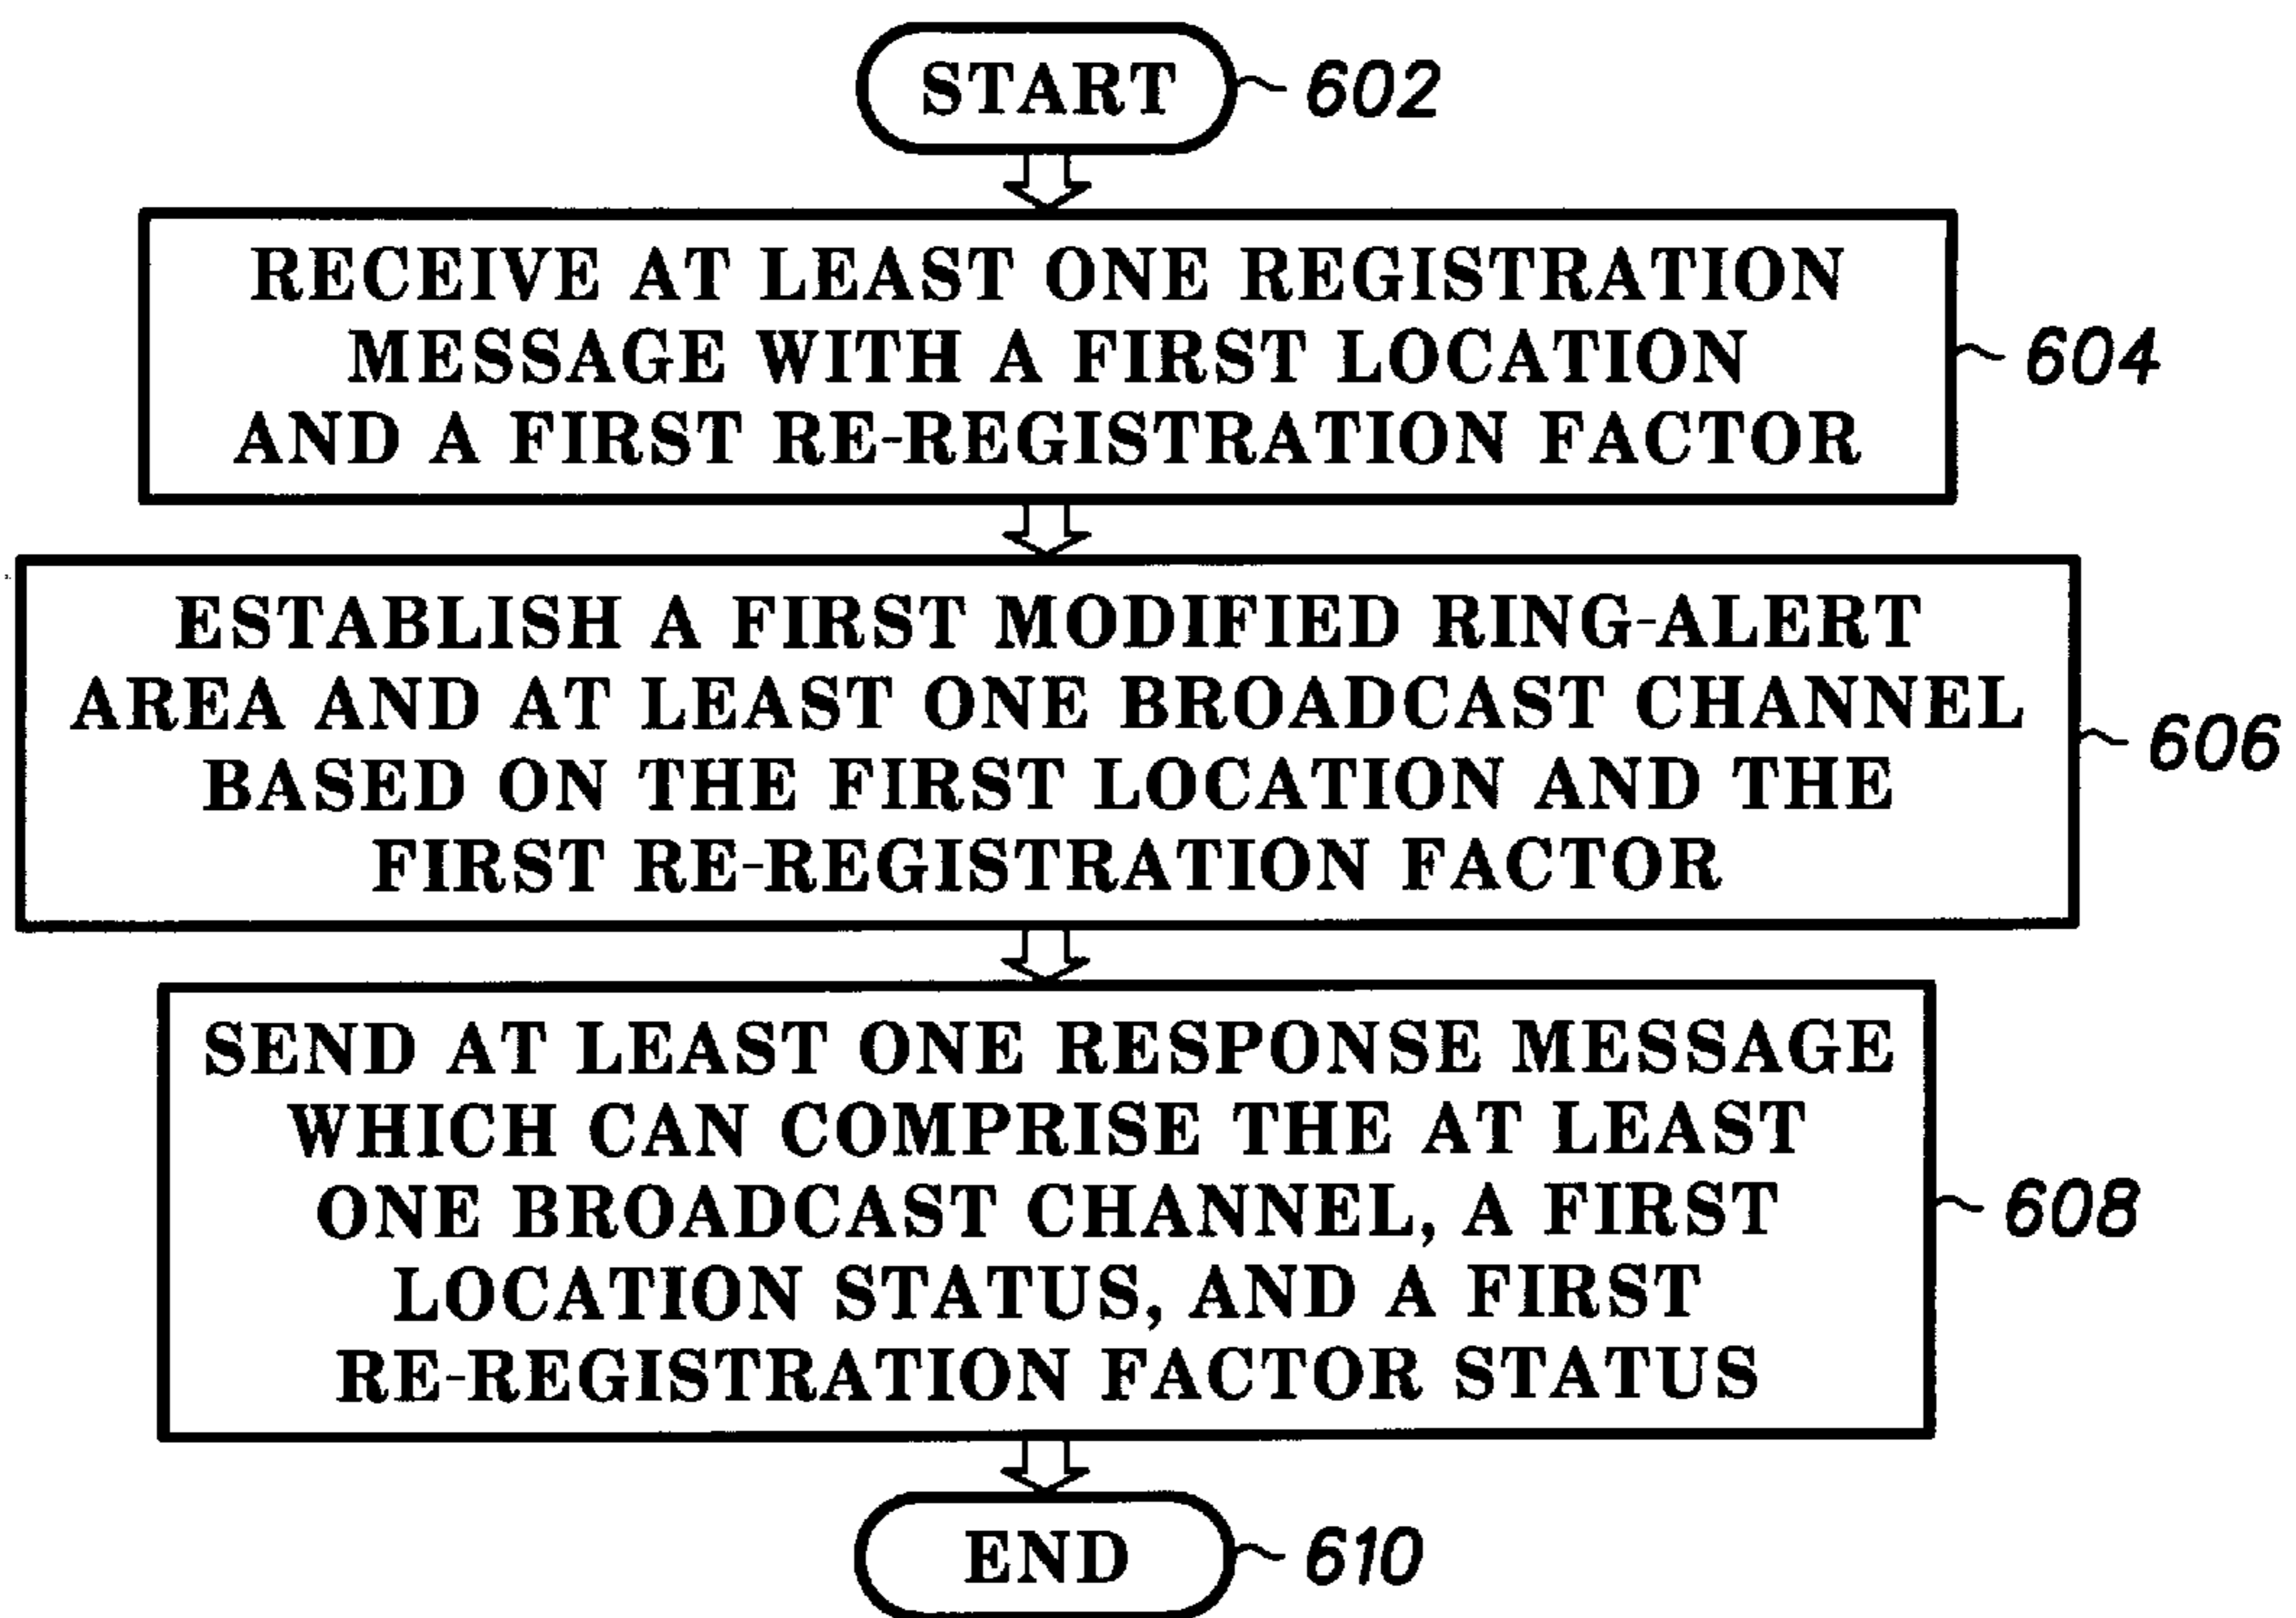 START
602
RECEIVE AT LEAST ONE REGISTRATION
MESSAGE WITH A FIRST LOCATION
AND A FIRST RE-REGISTRATION FACTOR
604
ESTABLISH A FIRST MODIFIED RING-ALERT
AREA AND AT LEAST ONE BROADCAST CHANNEL
BASED ON THE FIRST LOCATION AND THE
FIRST RE-REGISTRATION FACTOR
606
SEND AT LEAST ONE RESPONSE MESSAGE
WHICH CAN COMPRISE THE AT LEAST
ONE BROADCAST CHANNEL, A FIRST
LOCATION STATUS, AND A FIRST
RE-REGISTRATION FACTOR STATUS
608
END
610